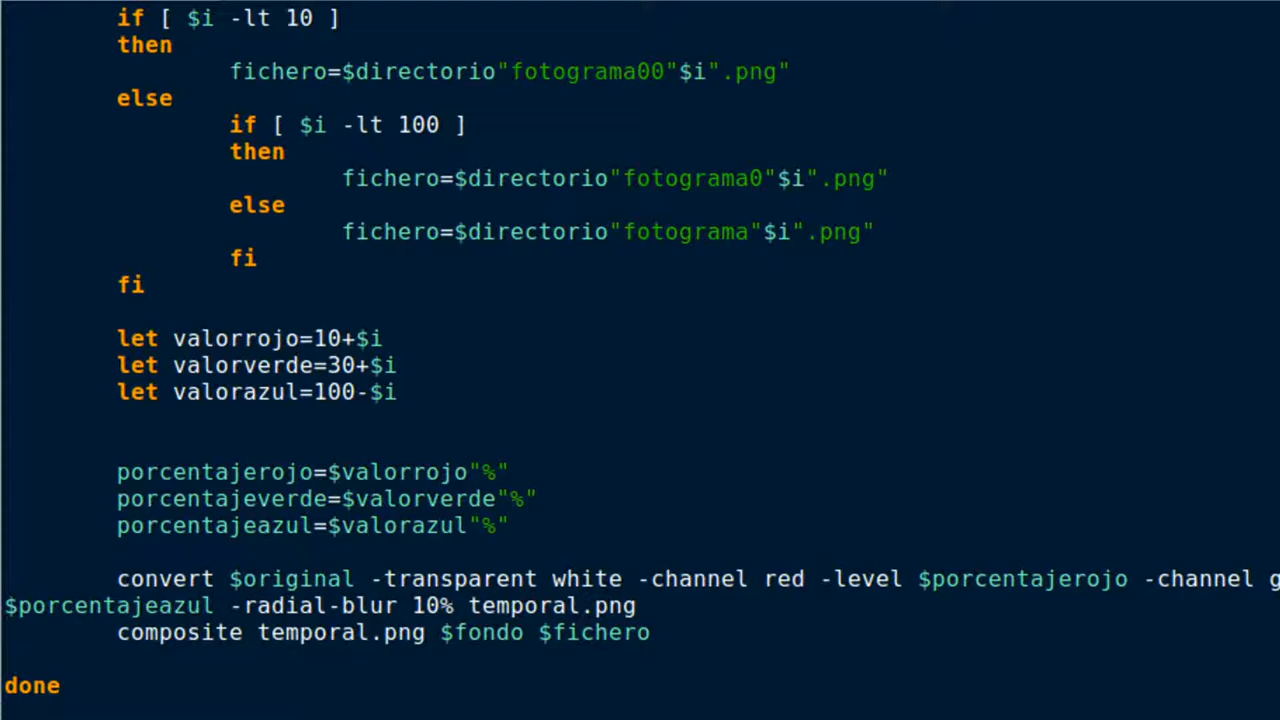 if [ $i -lt 10 ]
then
fichero=$directorio"fotograma00"$i".png"
else
if [ $i -lt 100 ]
then
fichero=$directorio"fotograma0"$i".png"
else
fichero=$directorio"fotograma"$i".png"
fi
fi
let valorrojo=10+$i
let valorverde=30+$i
let valorazul=100-$i
porcentajerojo=$valorrojo"%"
porcentajeverde=$valorverde"%"
porcentajeazul=$valorazul"%"
convert $original -transparent white -channel red -level $porcentajerojo -channel
$porcentajeazul -radial-blur 10% temporal.png
composite temporal.png $fondo $fichero
done